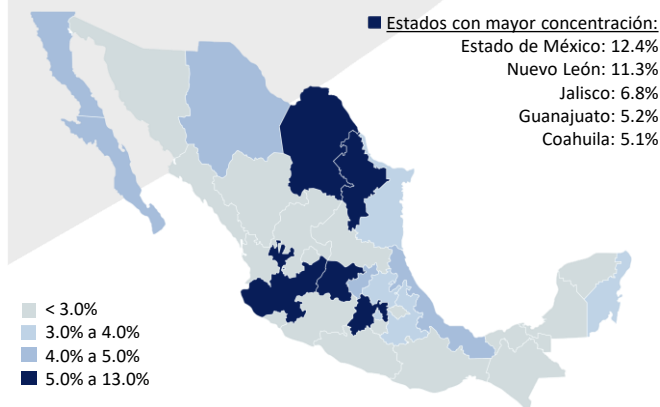 Estados con mayor concentración:
Estado de México: 12.4%
Nuevo León: 11.3%
Jalisco: 6.8%
Guanajuato: 5.2%
Coahuila: 5.1%
< 3.0%
3.0% a 4.0%
4.0% a 5.0%
5.0% a 13.0%